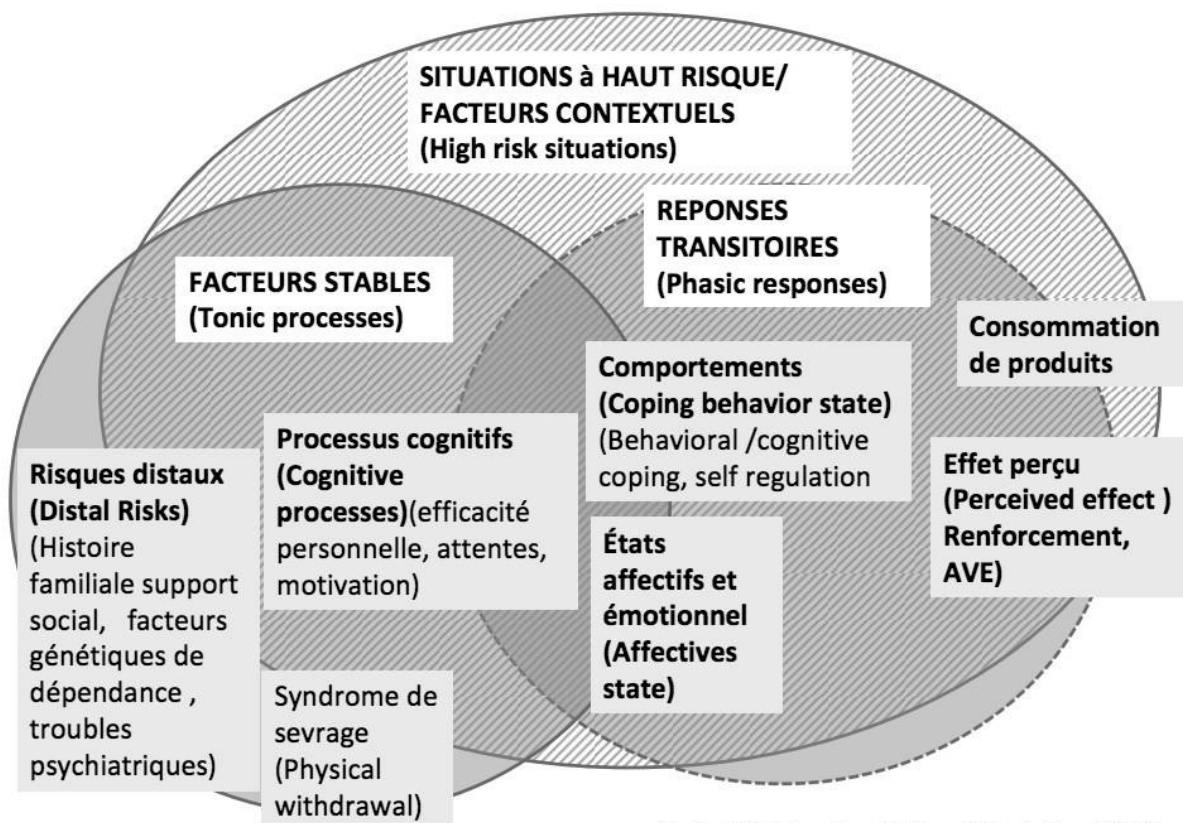 SITUATIONS à HAUT RISQUE/
FACTEURS CONTEXTUELS
(High risk situations)
REPONSES
TRANSITOIRES
(Phasic responses)
FACTEURS STABLES
(Tonic processes)
Consommation
de produits
Comportements
(Coping behavior state)
(Behavioral /cognitive
coping, self regulation
Processus cognitifs
(Cognitive
processes)(efficacité
personnelle, attentes,
motivation)
Risques distaux
(Distal Risks)
(Histoire
familiale support
social, facteurs
génétiques de
dépendance ,
troubles
psychiatriques)
Effet perçu
(Perceived effect )
Renforcement,
AVE)
États
affectifs et
émotionnel
(Affectives
state)
Syndrome de
sevrage
(Physical
withdrawal)